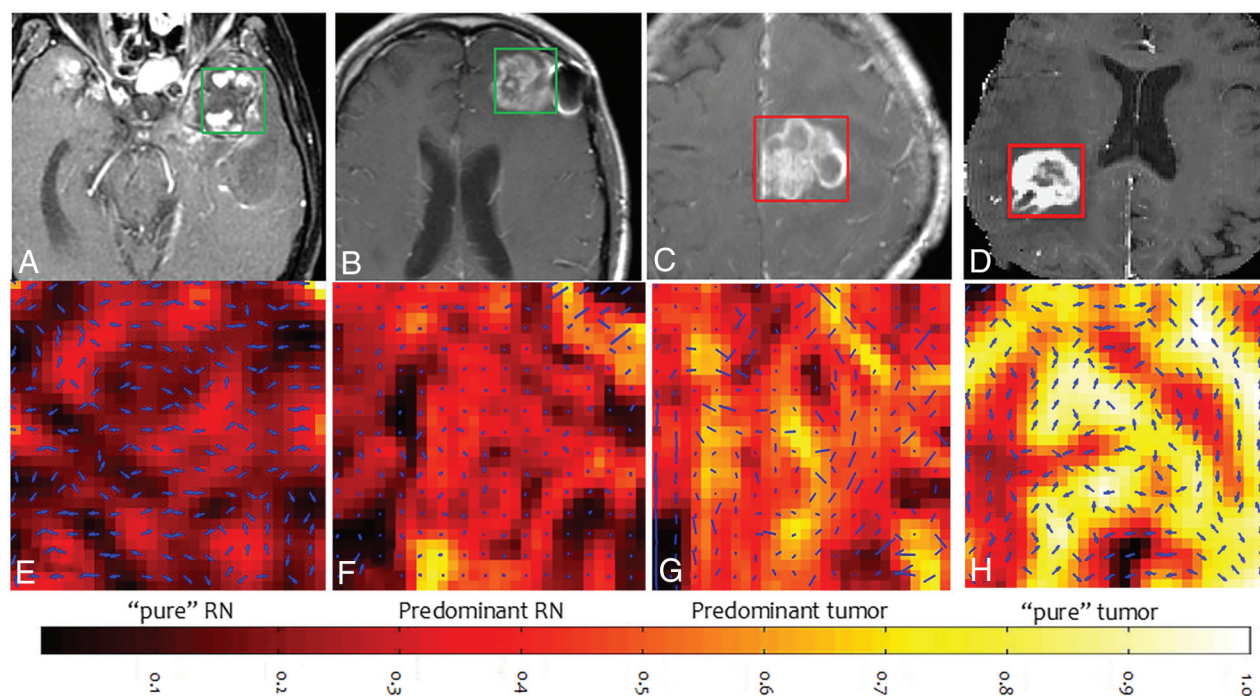 A B C D
E F G H
“pure” RN Predominant RN Predominant tumor “pure” tumor
0.1 0.2 0.3 0.4 0.5 0.6 0.7 0.8 0.9 1.0